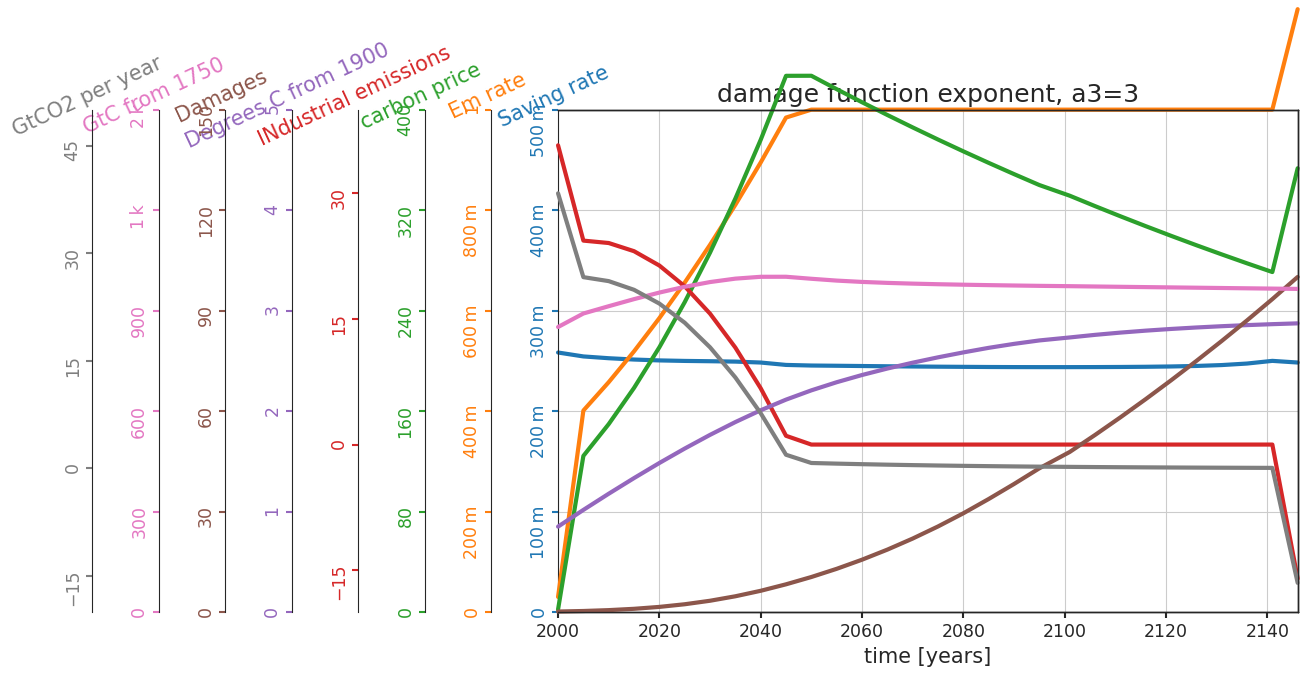 GtCO2 per year
GtC from 1750
Damages
Degrees C from 1900
INdustrial emissions
carbon price
Em rate
Saving rate
damage function exponent, a3=3
45
30
15
0
−15
1 k
900
600
300
0
150
120
90
60
30
0
5
4
3
2
1
0
30
15
0
−15
400
320
240
160
80
0
800 m
600 m
400 m
200 m
0
500 m
400 m
300 m
200 m
100 m
0
2000
2020
2040
2060
2080
2100
2120
2140
time [years]